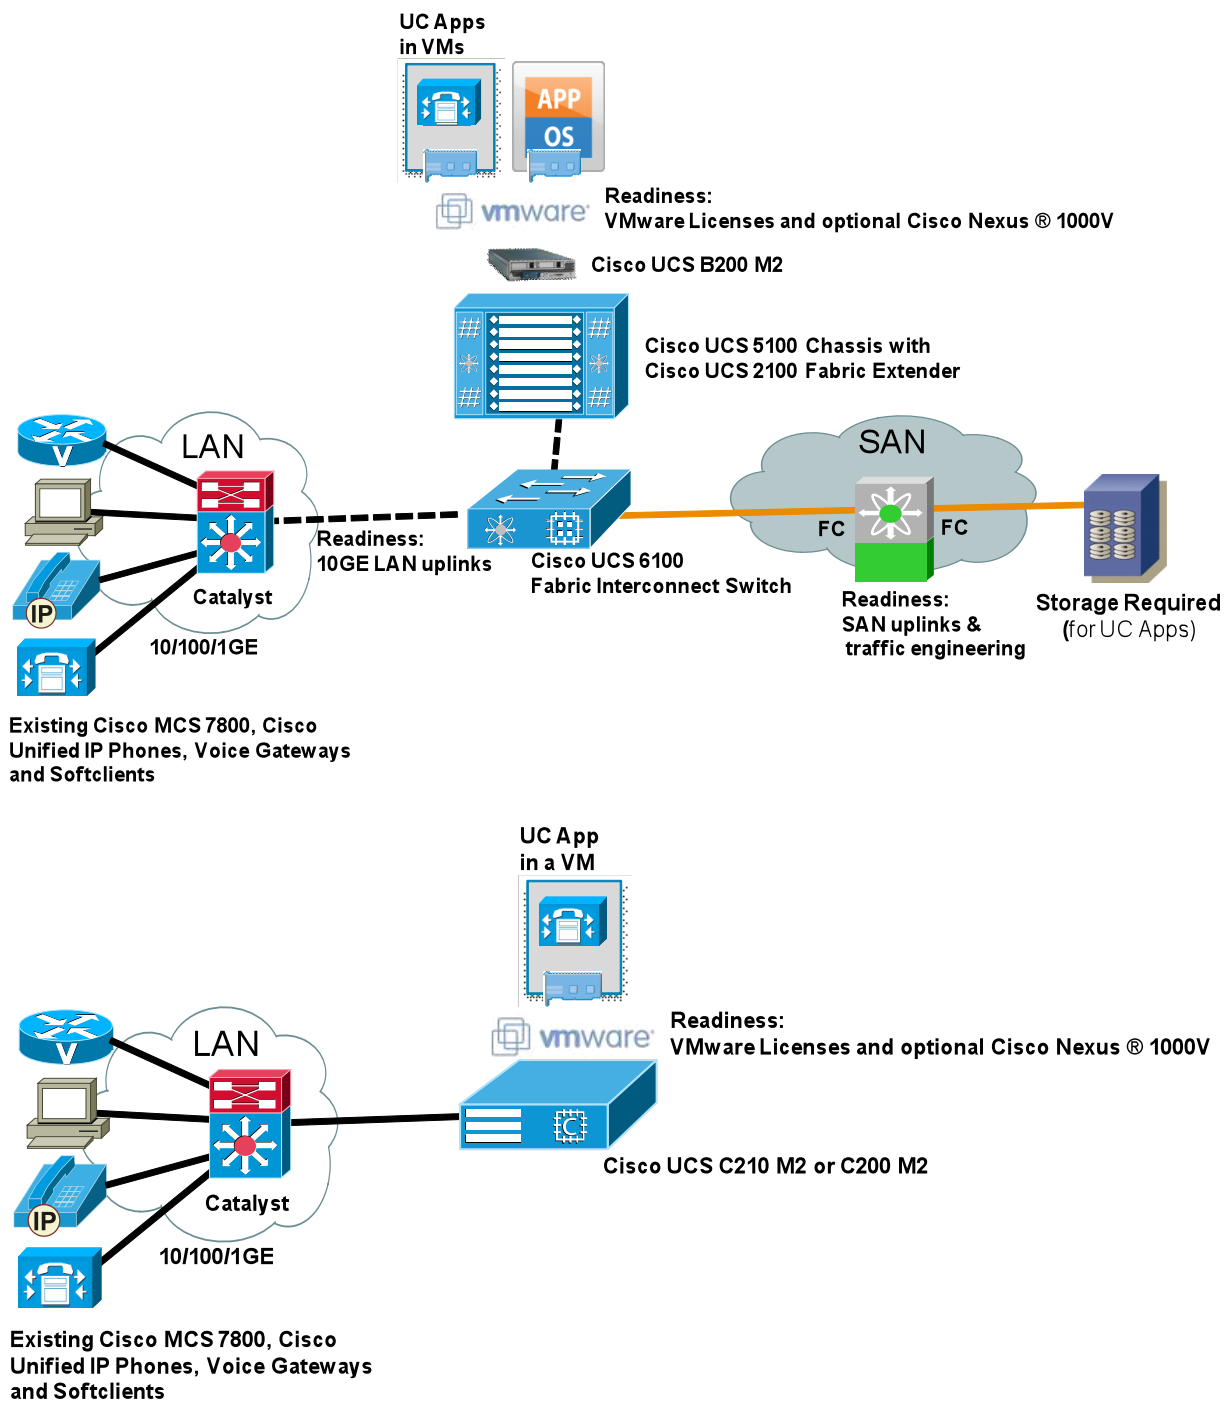 UC Apps
in VMs
APP
OS
vmware®
Readiness:
VMware Licenses and optional Cisco Nexus ® 1000V
Cisco UCS B200 M2
Cisco UCS 5100 Chassis with
Cisco UCS 2100 Fabric Extender
LAN
SAN
V
IP
Catalyst
10/100/1GE
Readiness:
10GE LAN uplinks
Cisco UCS 6100
Fabric Interconnect Switch
FC
FC
Readiness:
SAN uplinks &
traffic engineering
Storage Required
(for UC Apps)
Existing Cisco MCS 7800, Cisco
Unified IP Phones, Voice Gateways
and Softclients
UC App
in a VM
vmware®
Readiness:
VMware Licenses and optional Cisco Nexus ® 1000V
LAN
V
IP
Catalyst
10/100/1GE
C
Cisco UCS C210 M2 or C200 M2
Existing Cisco MCS 7800, Cisco
Unified IP Phones, Voice Gateways
and Softclients